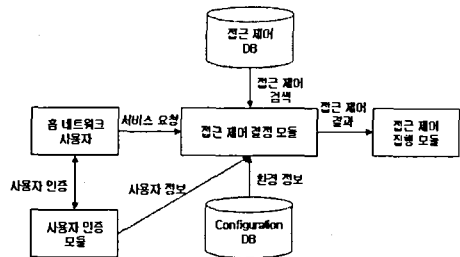 접근 제어
DB
접근 제어
검색
접근 제어
결과
홈 네트워크
사용자
서비스 요청
접근 제어 결정 모듈
접근 제어
집행 모듈
사용자 인증
사용자 정보
환경 정보
사용자 인증
모듈
Configuration
DB